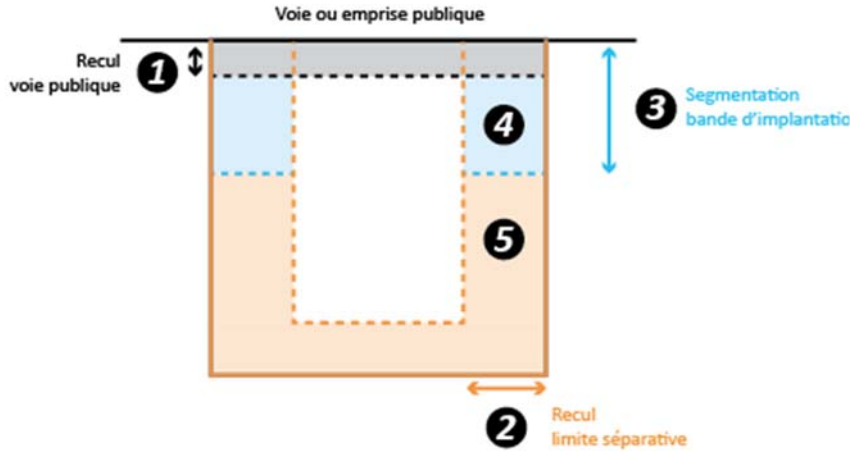 Voie ou emprise publique
Recul
voie publique
1
3
Segmentation
bande d'implantatio
4
5
2
Recul
limite séparative